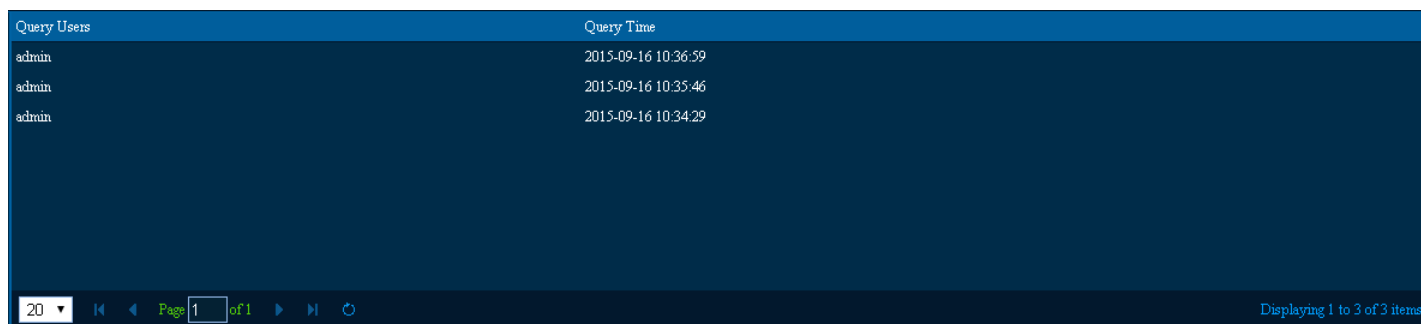 Query Users Query Time
admin 2015-09-16 10:36:59
admin 2015-09-16 10:35:46
admin 2015-09-16 10:34:29
20 Page 1 of 1 Displaying 1 to 3 of 3 items